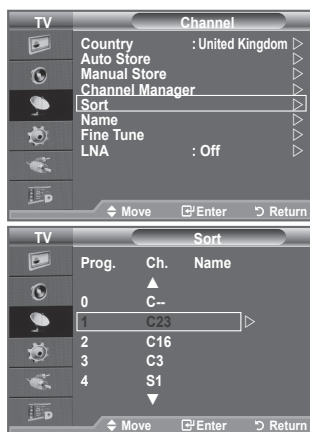 TV Channel
Country : United Kingdom
Auto Store
Manual Store
Channel Manager
Sort
Name
Fine Tune
LNA : Off
Move Enter Return
TV Sort
Prog. Ch. Name
0 C--
1 C23
2 C16
3 C3
4 S1
Move Enter Return